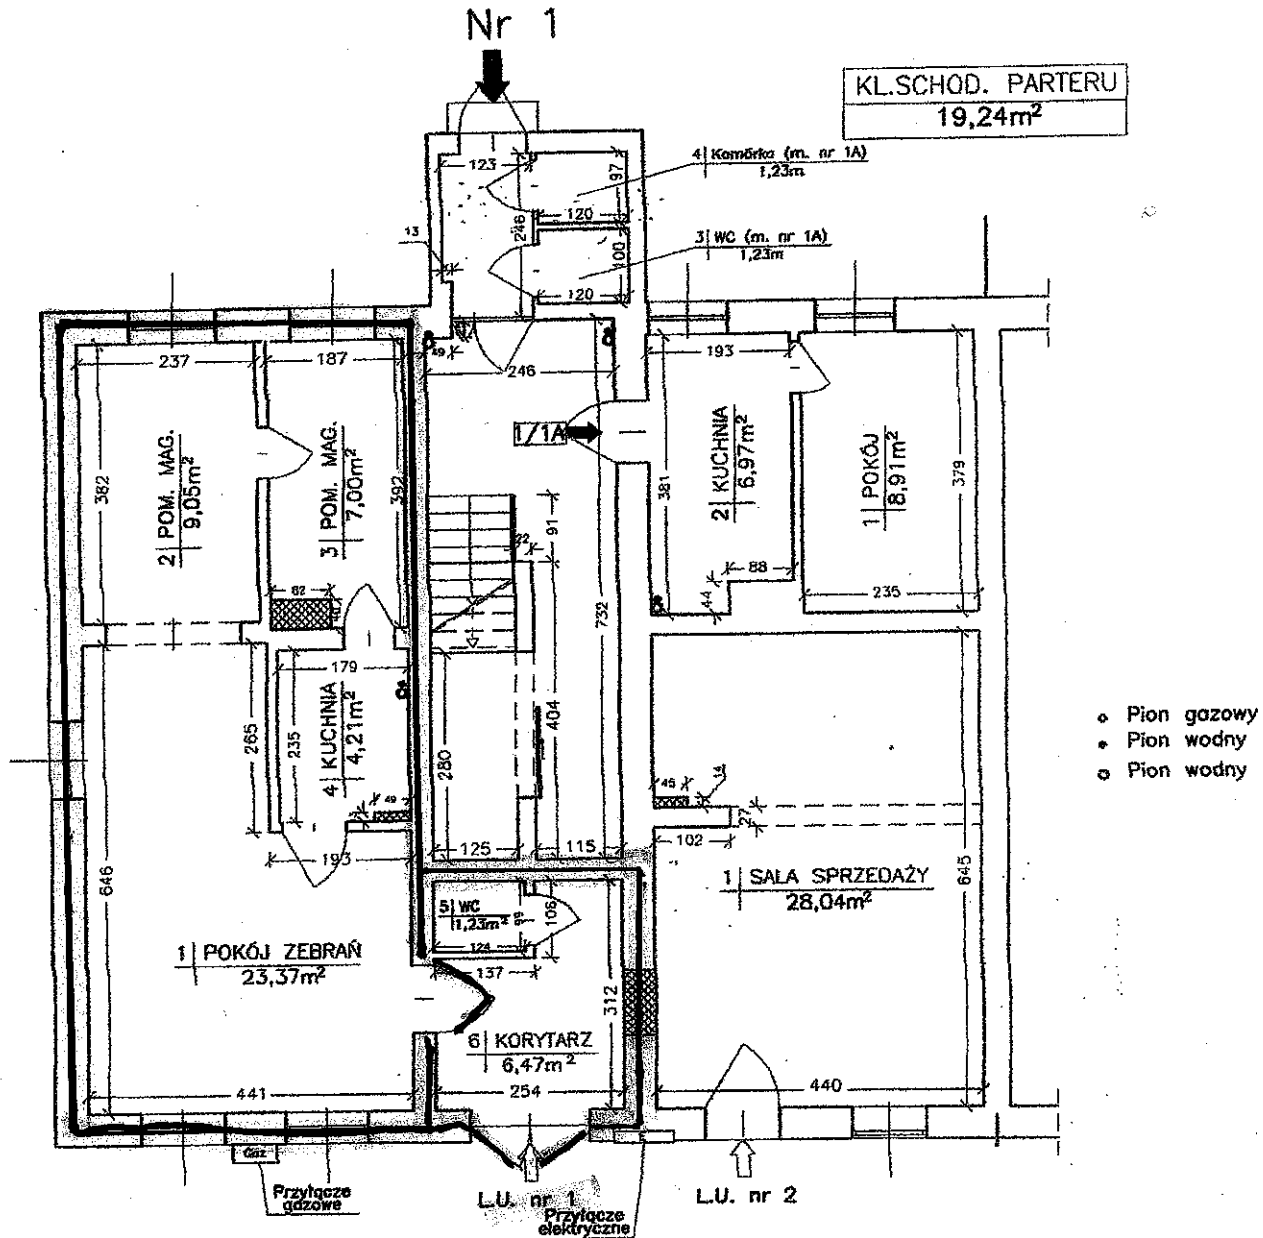 Nr 1
KL.SCHOD. PARTERU
19,24m²
4 Komórka (m. nr 1A)
1,23m
123
97
120
246
13
3 WC (m. nr 1A)
1,23m
100
120
237
187
49
246
193
1/1A
382
2 POM. MAG.
9,05m²
3 POM. MAG.
7,00m²
392
381
2 KUCHNIA
6,97m²
1 POKÓJ
8,91m²
379
91
22
88
44
235
82
732
179
265
235
4 KUCHNIA
4,21m²
49
280
404
45
14
27
102
193
125
115
646
645
Pion gazowy
Pion wodny
Pion wodny
5 WC
1,23m²
99
106
124
137
1 POKÓJ ZEBRAŃ
23,37m²
312
6 KORYTARZ
6,47m²
1 SALA SPRZEDAŻY
28,04m²
441
254
440
Gaz
Przyłącze
gdzowe
L.U. nr 1
Przyłącze
elektryczne
L.U. nr 2